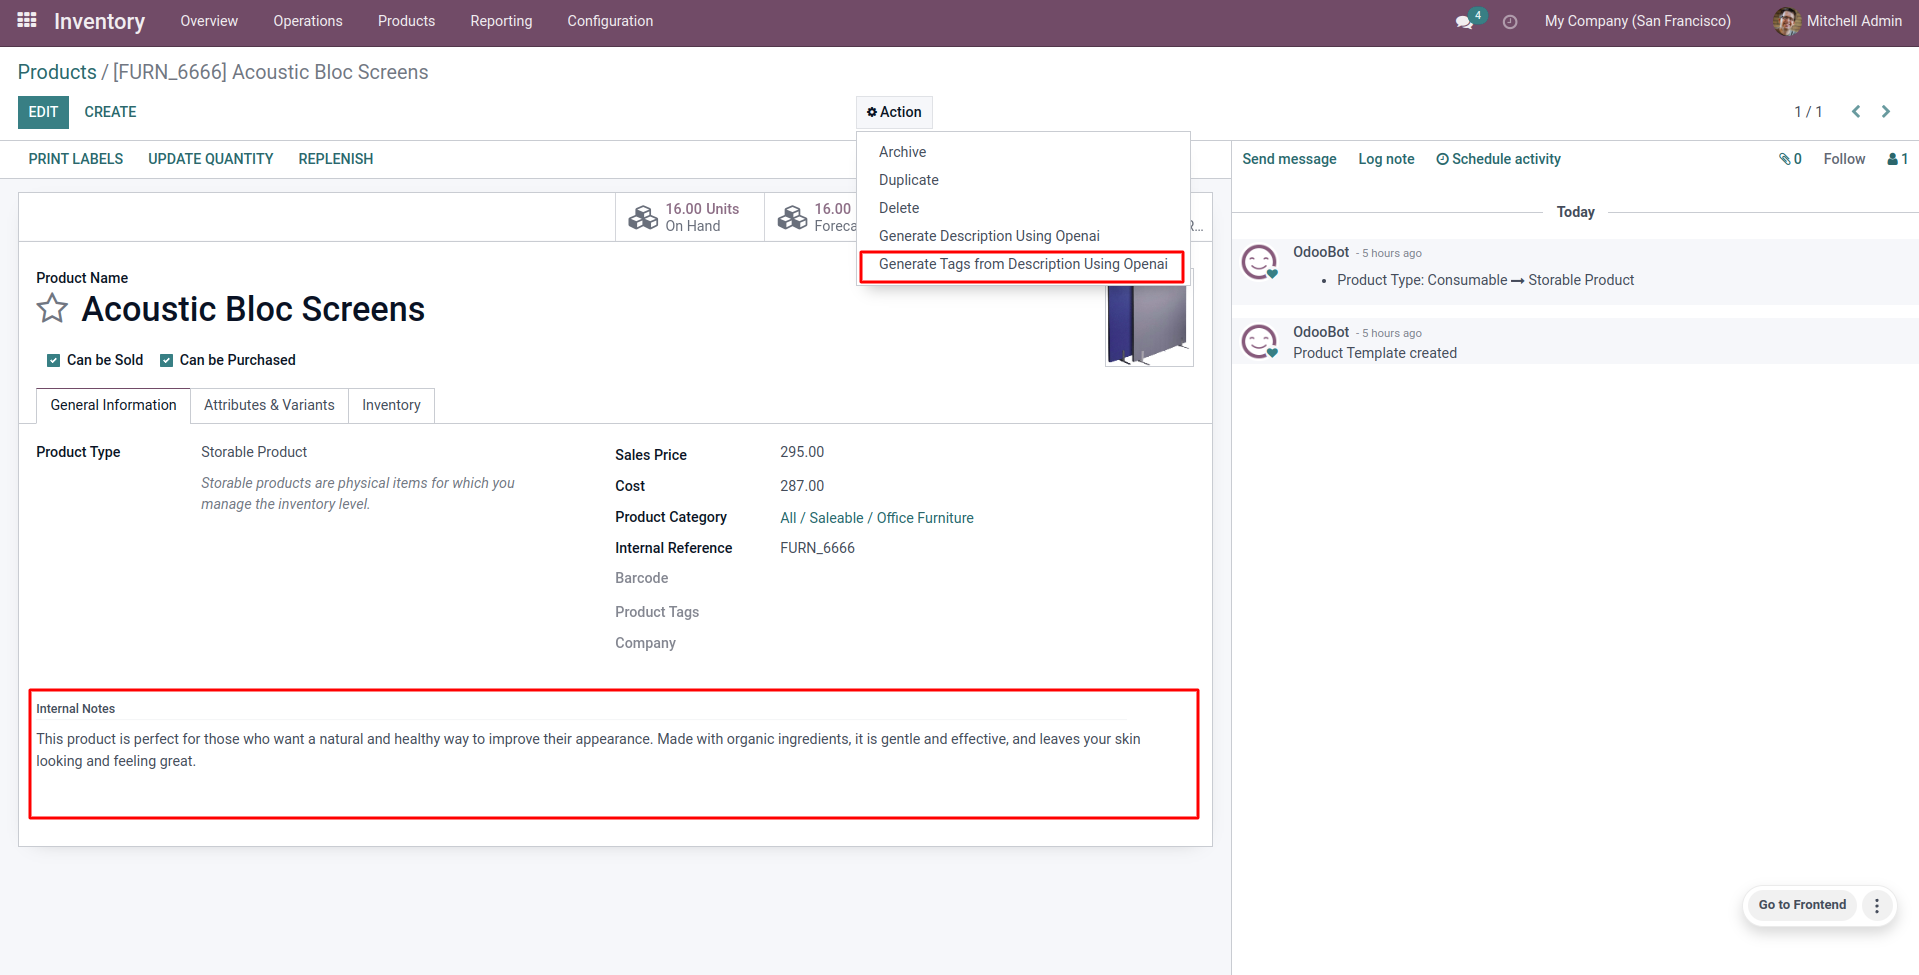 Inventory Overview Operations Products Reporting Configuration 4 My Company (San Francisco) Mitchell Admin
Products / [FURN_6666] Acoustic Bloc Screens
EDIT CREATE Action 1 / 1
PRINT LABELS UPDATE QUANTITY REPLENISH
Archive
Duplicate
Delete
Generate Description Using Openai
Generate Tags from Description Using Openai
16.00 Units
On Hand
16.00
Foreca
R...
Product Name
Acoustic Bloc Screens
Can be Sold Can be Purchased
General Information Attributes & Variants Inventory
Product Type Storable Product
Storable products are physical items for which you
manage the inventory level.
Sales Price 295.00
Cost 287.00
Product Category All / Saleable / Office Furniture
Internal Reference FURN_6666
Barcode
Product Tags
Company
Internal Notes
This product is perfect for those who want a natural and healthy way to improve their appearance. Made with organic ingredients, it is gentle and effective, and leaves your skin
looking and feeling great.
Send message Log note Schedule activity 0 Follow 1
Today
OdooBot - 5 hours ago
• Product Type: Consumable → Storable Product
OdooBot - 5 hours ago
Product Template created
Go to Frontend